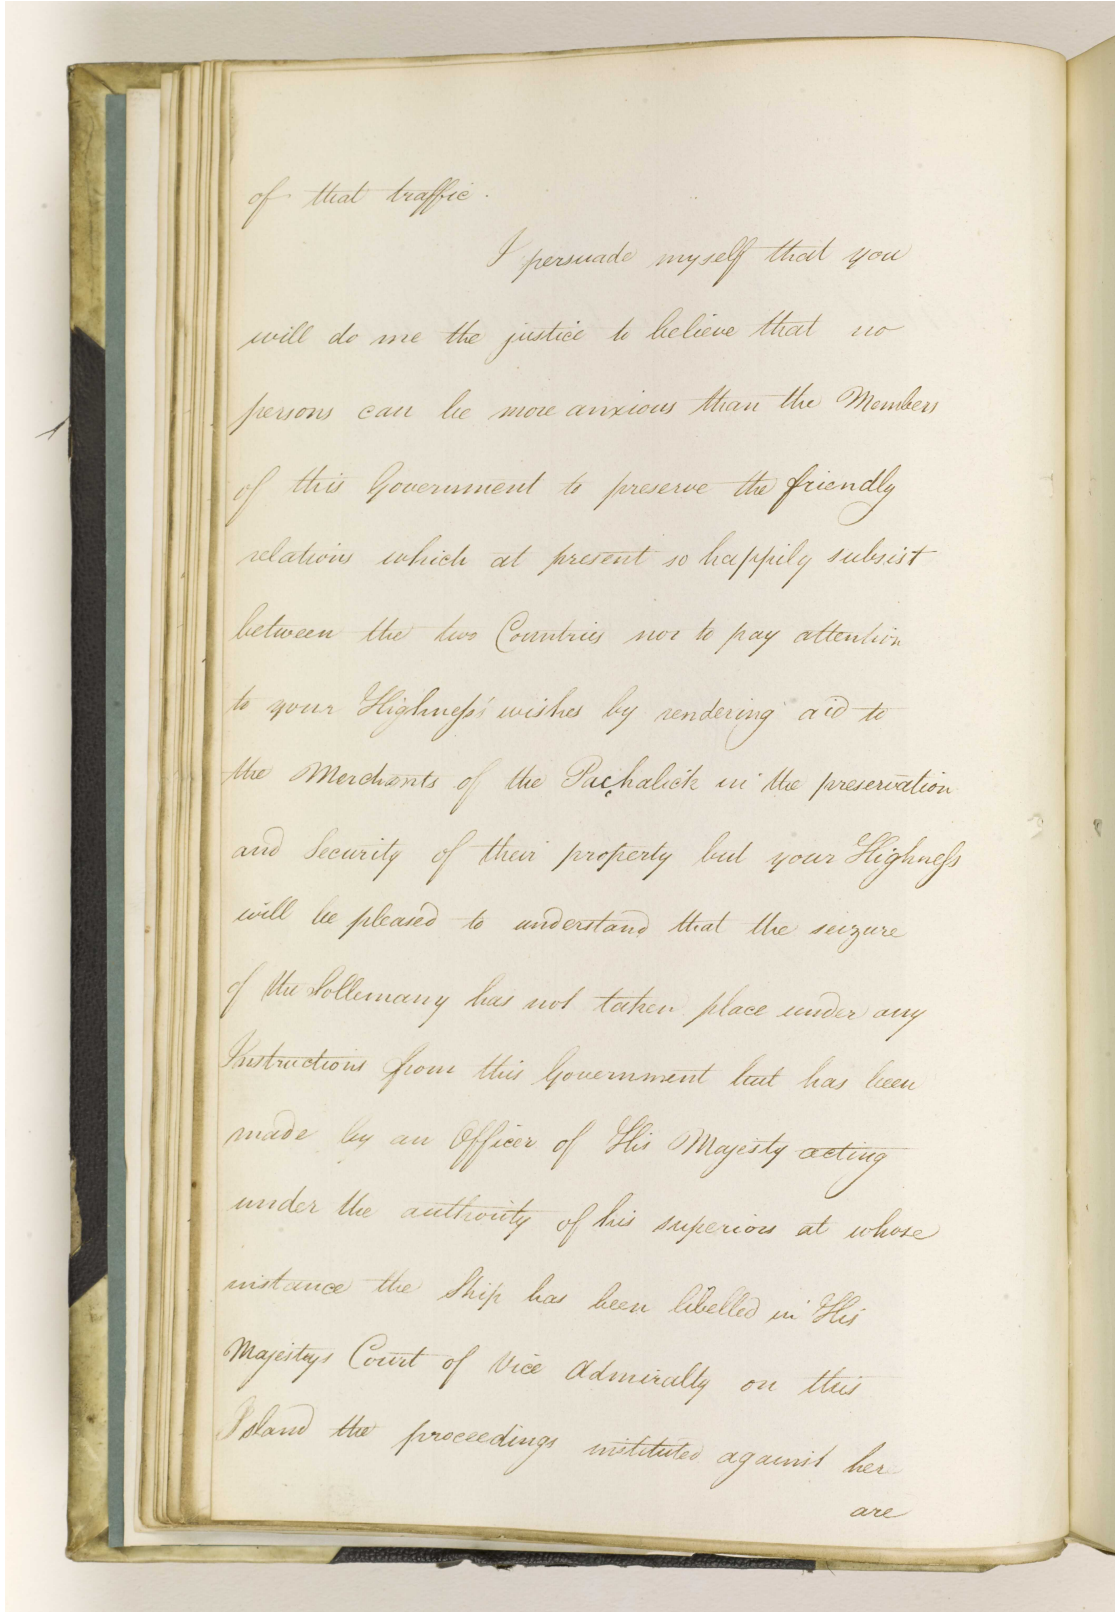 of that traffic.
I persuade myself that you
will do me the justice to believe that no
persons can be more anxious than the Members
of this Government to preserve the friendly
relations which at present so happily subsist
between the two Countries nor to pay attention
to your Highness's wishes by rendering aid to
the Merchants of the Pachalick in the preservation
and Security of their property but your Highness
will be pleased to understand that the seizure
of the Sollemany has not taken place under any
Instructions from this Government but has been
made by an Officer of His Majesty acting
under the authority of his superiors at whose
instance the Ship has been libelled in His
Majestys Court of Vice Admiralty on this
Island the proceedings instituted against her
are